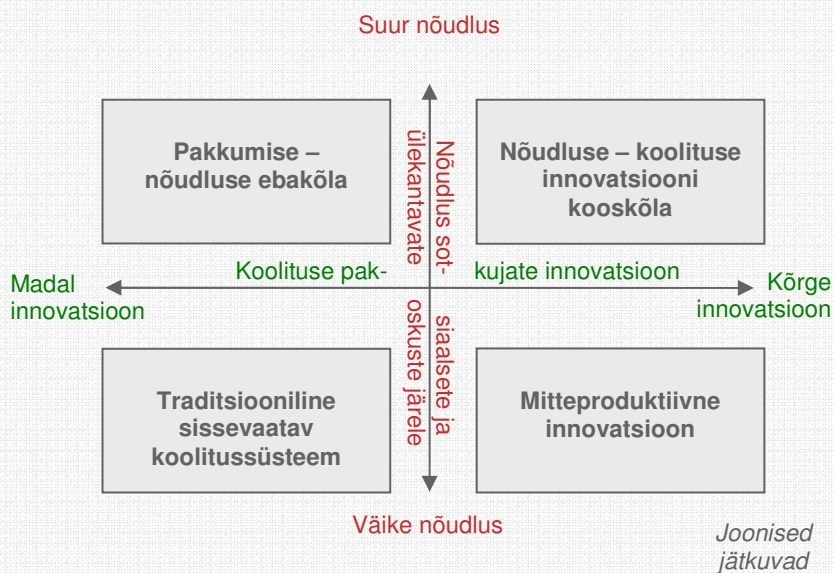 Suur nõudlus
Pakkumise –
nõudluse ebakõla
Nõudluse – koolituse
innovatsiooni
kooskõla
Nõudlus sot-
ülekantavate
Madal
innovatsioon
Koolituse pak-
kujate innovatsioon
Kõrge
innovatsioon
siaalsete ja
oskuste järele
Traditsiooniline
sissevaatav
koolitussüsteem
Mitteproduktiivne
innovatsioon
Väike nõudlus
Joonised
jätkuvad